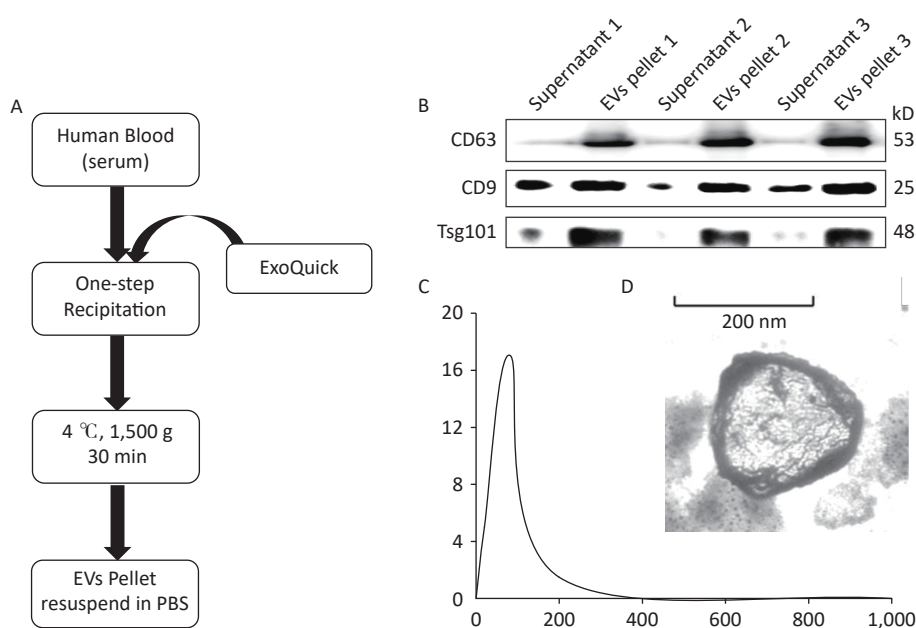 A
Human Blood
(serum)
ExoQuick
One-step
Recipitation
4 ℃, 1,500 g
30 min
EVs Pellet
resuspend in PBS
B
Supernatant 1
EVs pellet 1
Supernatant 2
EVs pellet 2
Supernatant 3
EVs pellet 3
kD
CD63
53
CD9
25
Tsg101
48
C
20
16
12
8
4
0
0
200
400
600
800
1,000
D
200 nm